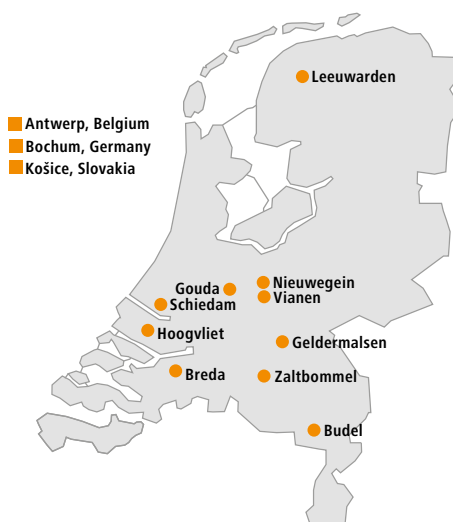 Leeuwarden
Antwerp, Belgium
Bochum, Germany
Košice, Slovakia
Nieuwegein
Gouda
Vianen
Schiedam
Hoogvliet
Geldermalsen
Breda
Zaltbommel
Budel